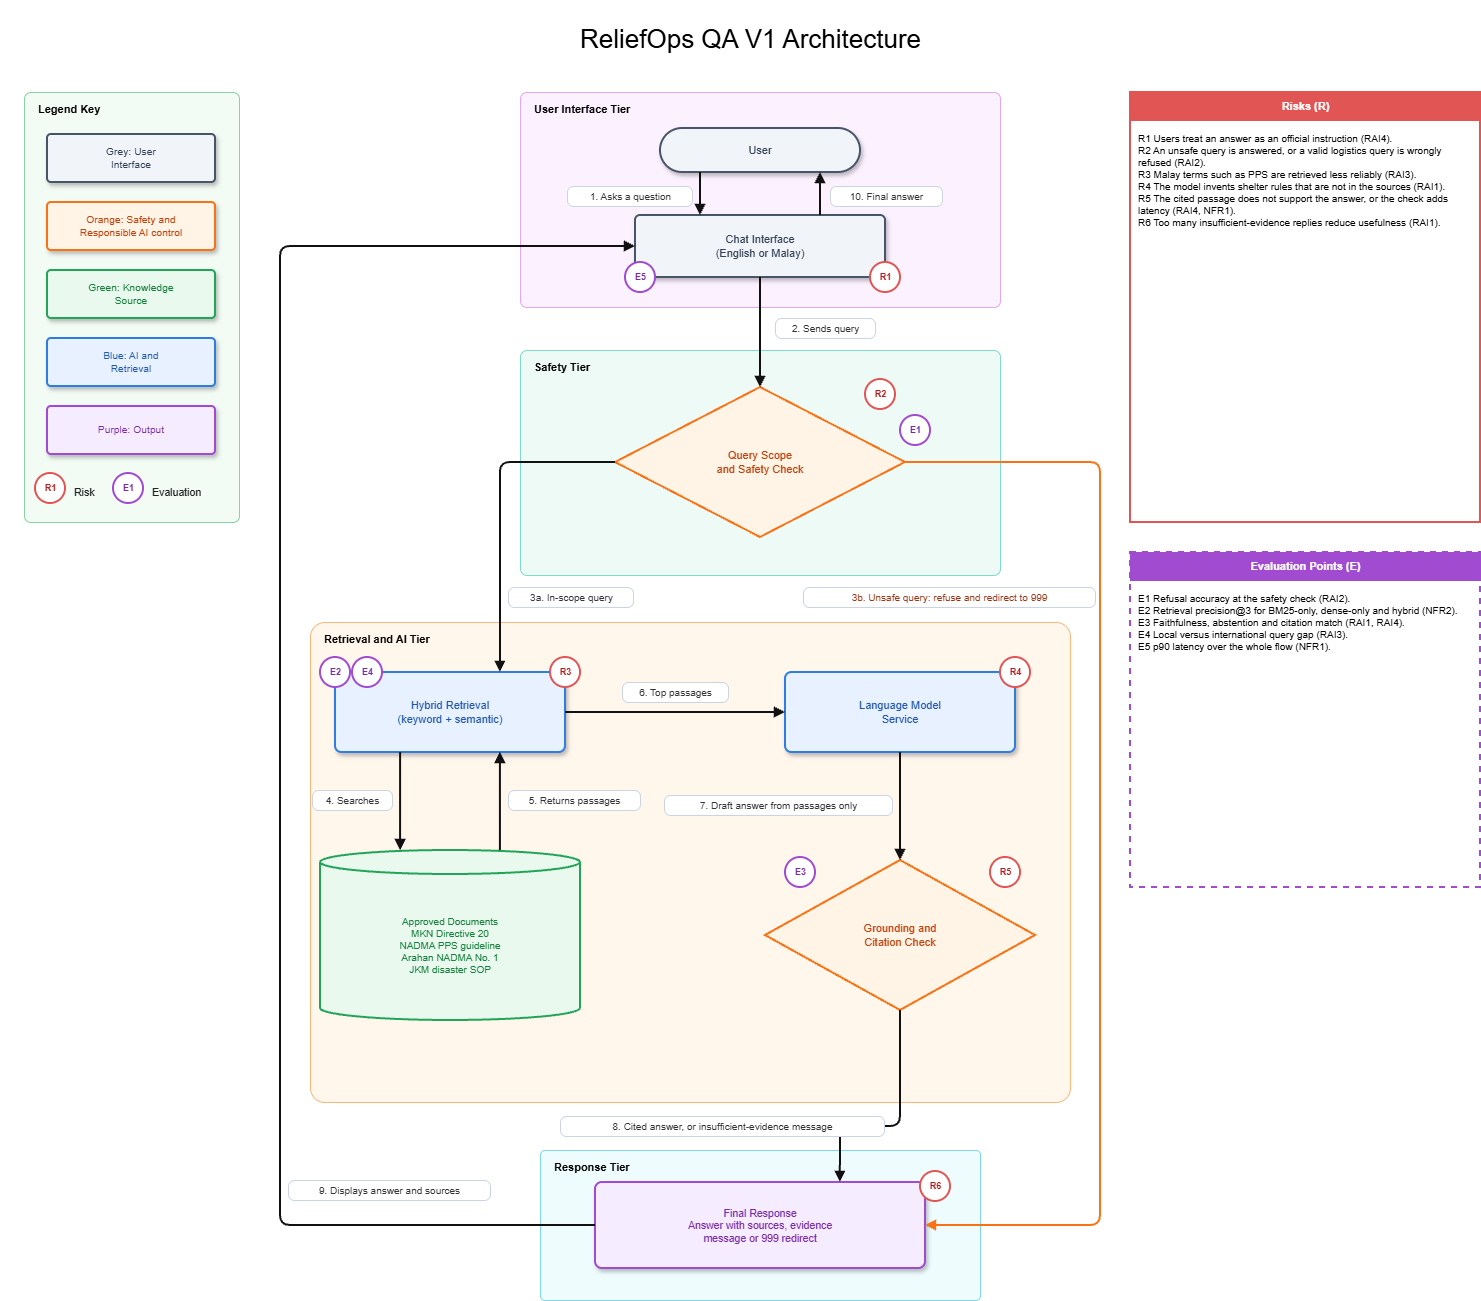 ReliefOps QA V1 Architecture
Legend Key
Grey: User
Interface
Orange: Safety and
Responsible AI control
Green: Knowledge
Source
Blue: AI and
Retrieval
Purple: Output
R1
Risk
E1
Evaluation
User Interface Tier
User
1. Asks a question
10. Final answer
Chat Interface
(English or Malay)
E5
R1
2. Sends query
Safety Tier
R2
E1
Query Scope
and Safety Check
3a. In-scope query
3b. Unsafe query: refuse and redirect to 999
Retrieval and AI Tier
E2
E4
R3
Hybrid Retrieval
(keyword + semantic)
6. Top passages
R4
Language Model
Service
4. Searches
5. Returns passages
7. Draft answer from passages only
Approved Documents
MKN Directive 20
NADMA PPS guideline
Arahan NADMA No. 1
JKM disaster SOP
E3
R5
Grounding and
Citation Check
8. Cited answer, or insufficient-evidence message
Response Tier
9. Displays answer and sources
R6
Final Response
Answer with sources, evidence
message or 999 redirect
Risks (R)
R1 Users treat an answer as an official instruction (RAI4).
R2 An unsafe query is answered, or a valid logistics query is wrongly
refused (RAI2).
R3 Malay terms such as PPS are retrieved less reliably (RAI3).
R4 The model invents shelter rules that are not in the sources (RAI1).
R5 The cited passage does not support the answer, or the check adds
latency (RAI4, NFR1).
R6 Too many insufficient-evidence replies reduce usefulness (RAI1).
Evaluation Points (E)
E1 Refusal accuracy at the safety check (RAI2).
E2 Retrieval precision@3 for BM25-only, dense-only and hybrid (NFR2).
E3 Faithfulness, abstention and citation match (RAI1, RAI4).
E4 Local versus international query gap (RAI3).
E5 p90 latency over the whole flow (NFR1).